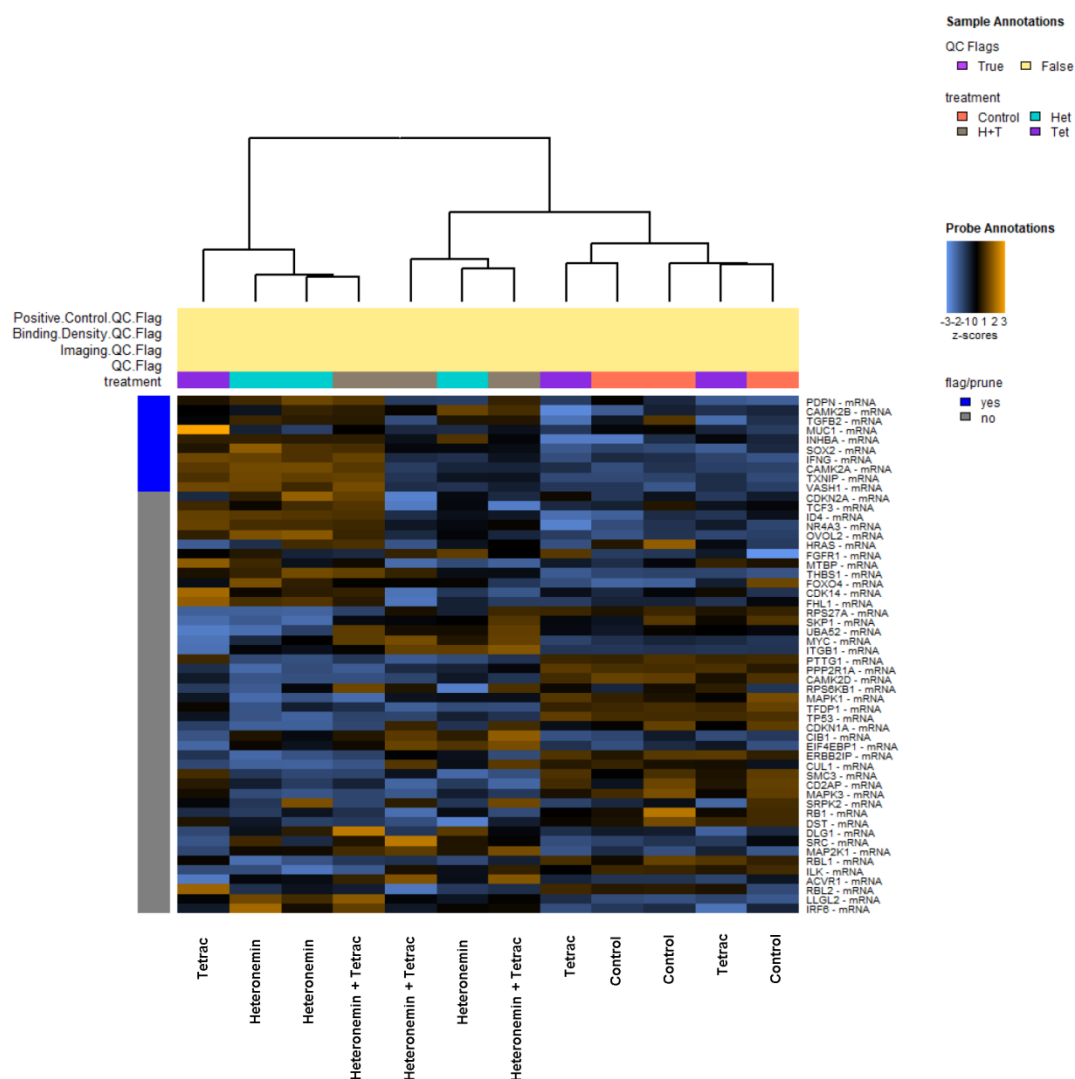 Sample Annotations
QC Flags
True False
treatment
Control Het
H+T Tet
Probe Annotations
-3-2-1 0 1 2 3
z-scores
flag/prune
yes
no
Positive.Control.QC.Flag
Binding.Density.QC.Flag
Imaging.QC.Flag
QC.Flag
treatment
PDPN - mRNA
CAMK2B - mRNA
TGFB2 - mRNA
MUC1 - mRNA
INHBA - mRNA
SOX2 - mRNA
IFNG - mRNA
CAMK2A - mRNA
TXNIP - mRNA
VASH1 - mRNA
CDKN2A - mRNA
TCF3 - mRNA
ID4 - mRNA
NR4A3 - mRNA
OVOL2 - mRNA
HRAS - mRNA
FGFR1 - mRNA
MTBP - mRNA
THBS1 - mRNA
FOXO4 - mRNA
CDK14 - mRNA
FHL1 - mRNA
RPS27A - mRNA
SKP1 - mRNA
UBA52 - mRNA
MYC - mRNA
ITGB1 - mRNA
PTTG1 - mRNA
PPP2R1A - mRNA
CAMK2D - mRNA
RPS6KB1 - mRNA
MAPK1 - mRNA
TFDP1 - mRNA
TP53 - mRNA
CDKN1A - mRNA
CIB1 - mRNA
EIF4EBP1 - mRNA
ERBB2IP - mRNA
CUL1 - mRNA
SMC3 - mRNA
CD2AP - mRNA
MAPK3 - mRNA
SRPK2 - mRNA
RB1 - mRNA
DST - mRNA
DLG1 - mRNA
SRC - mRNA
MAP2K1 - mRNA
RBL1 - mRNA
ILK - mRNA
ACVR1 - mRNA
RBL2 - mRNA
LLGL2 - mRNA
IRF6 - mRNA
Tetrac
Heteronemin
Heteronemin
Heteronemin + Tetrac
Heteronemin + Tetrac
Heteronemin
Heteronemin + Tetrac
Tetrac
Control
Control
Tetrac
Control